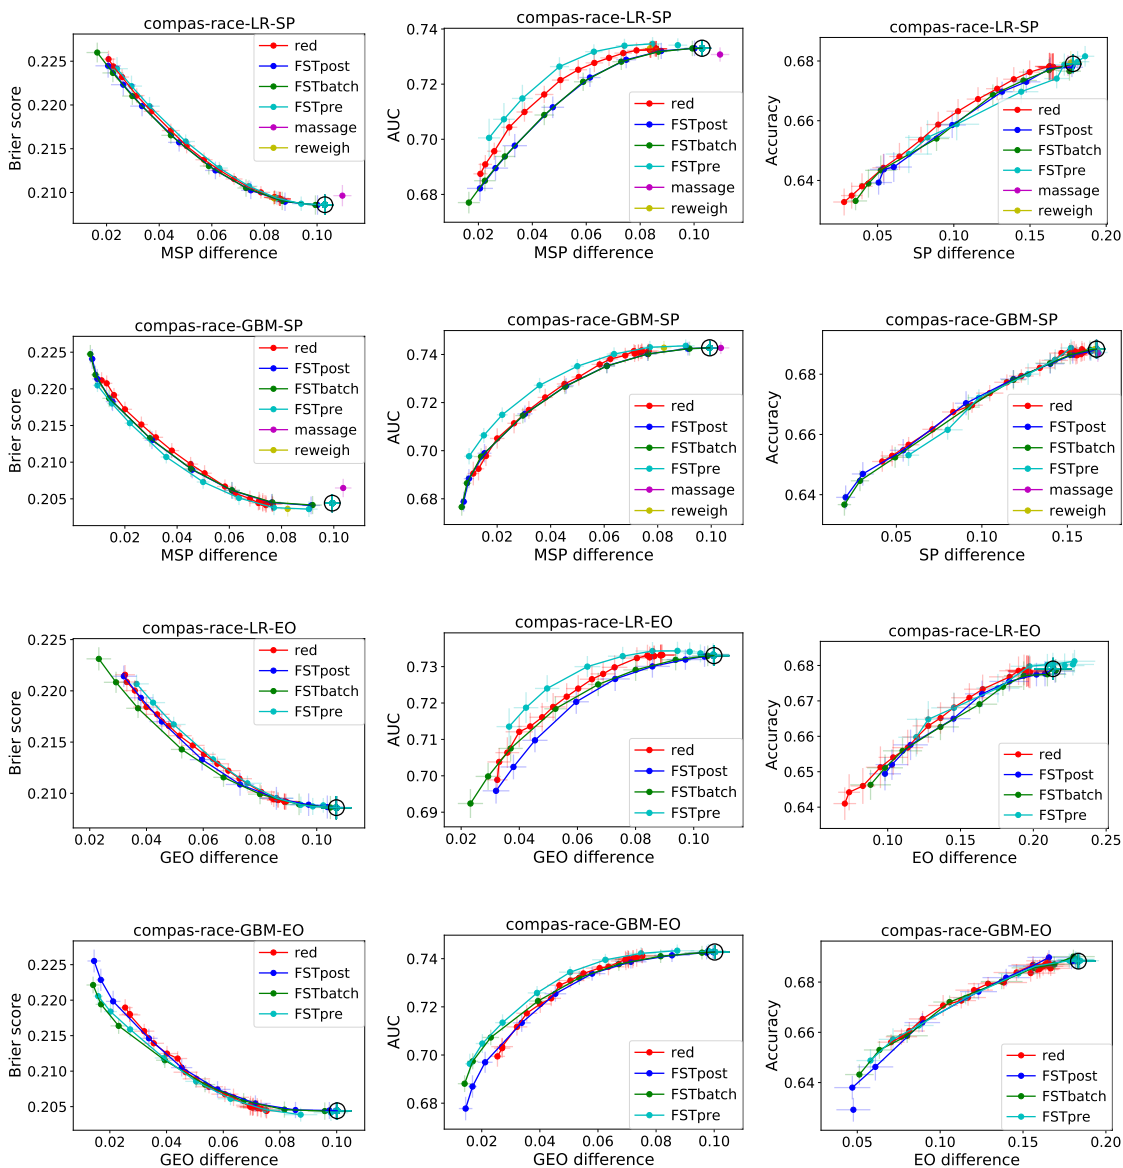 compas-race-LR-SP
Brier score
0.225
0.220
0.215
0.210
0.02 0.04 0.06 0.08 0.10
MSP difference
red
FSTpost
FSTbatch
FSTpre
massage
reweigh
compas-race-LR-SP
AUC
0.74
0.72
0.70
0.68
0.02 0.04 0.06 0.08 0.10
MSP difference
red
FSTpost
FSTbatch
FSTpre
massage
reweigh
compas-race-LR-SP
Accuracy
0.68
0.66
0.64
0.05 0.10 0.15 0.20
SP difference
red
FSTpost
FSTbatch
FSTpre
massage
reweigh
compas-race-GBM-SP
Brier score
0.225
0.220
0.215
0.210
0.205
0.02 0.04 0.06 0.08 0.10
MSP difference
red
FSTpost
FSTbatch
FSTpre
massage
reweigh
compas-race-GBM-SP
AUC
0.74
0.72
0.70
0.68
0.02 0.04 0.06 0.08 0.10
MSP difference
red
FSTpost
FSTbatch
FSTpre
massage
reweigh
compas-race-GBM-SP
Accuracy
0.68
0.66
0.64
0.05 0.10 0.15
SP difference
red
FSTpost
FSTbatch
FSTpre
massage
reweigh
compas-race-LR-EO
Brier score
0.225
0.220
0.215
0.210
0.02 0.04 0.06 0.08 0.10
GEO difference
red
FSTpost
FSTbatch
FSTpre
compas-race-LR-EO
AUC
0.73
0.72
0.71
0.70
0.69
0.02 0.04 0.06 0.08 0.10
GEO difference
red
FSTpost
FSTbatch
FSTpre
compas-race-LR-EO
Accuracy
0.68
0.67
0.66
0.65
0.64
0.10 0.15 0.20 0.25
EO difference
red
FSTpost
FSTbatch
FSTpre
compas-race-GBM-EO
Brier score
0.225
0.220
0.215
0.210
0.205
0.02 0.04 0.06 0.08 0.10
GEO difference
red
FSTpost
FSTbatch
FSTpre
compas-race-GBM-EO
AUC
0.74
0.72
0.70
0.68
0.02 0.04 0.06 0.08 0.10
GEO difference
red
FSTpost
FSTbatch
FSTpre
compas-race-GBM-EO
Accuracy
0.68
0.66
0.64
0.05 0.10 0.15 0.20
EO difference
red
FSTpost
FSTbatch
FSTpre